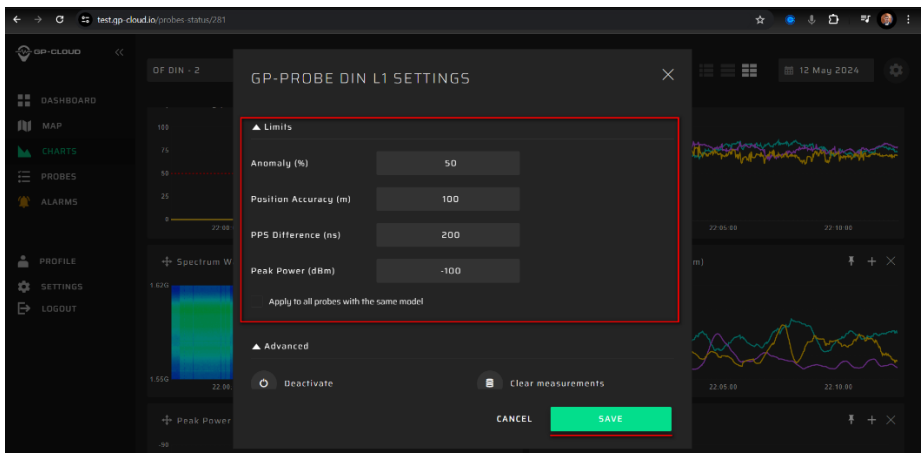 test.gp-cloud.io/probes-status/281
GP-CLOUD
OF DIN - 2
12 May 2024
DASHBOARD
MAP
CHARTS
PROBES
ALARMS
PROFILE
SETTINGS
LOGOUT
100
75
50
25
0
22:00
GP-PROBE DIN L1 SETTINGS
Limits
Anomaly (%) 50
Position Accuracy (m) 100
PPS Difference (ns) 200
Peak Power (dBm) -100
Apply to all probes with the same model
Advanced
Deactivate
Clear measurements
CANCEL
SAVE
22:05:00
22:10:00
Spectrum W
m)
1.62G
1.55G
22:00
22:05:00
22:10:00
Peak Power
-50